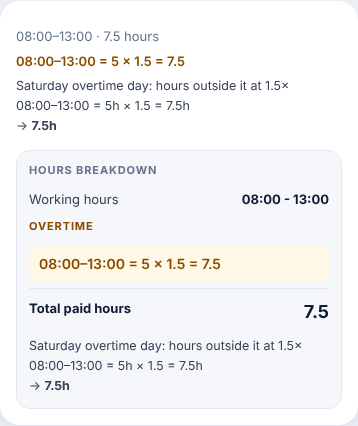 08:00–13:00 · 7.5 hours
08:00–13:00 = 5 × 1.5 = 7.5
Saturday overtime day: hours outside it at 1.5×
08:00–13:00 = 5h × 1.5 = 7.5h
→ 7.5h
HOURS BREAKDOWN
Working hours 08:00 - 13:00
OVERTIME
08:00–13:00 = 5 × 1.5 = 7.5
Total paid hours 7.5
Saturday overtime day: hours outside it at 1.5×
08:00–13:00 = 5h × 1.5 = 7.5h
→ 7.5h